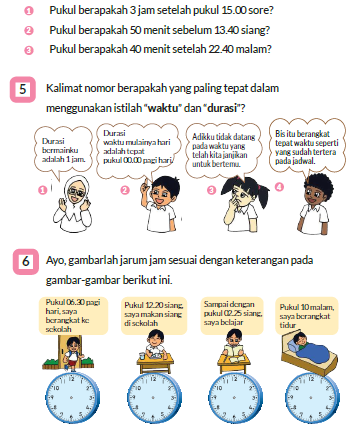 1 Pukul berapakah 3 jam setelah pukul 15.00 sore?
2 Pukul berapakah 50 menit sebelum 13.40 siang?
3 Pukul berapakah 40 menit setelah 22.40 malam?
5 Kalimat nomor berapakah yang paling tepat dalam
menggunakan istilah “waktu” dan “durasi”?
Durasi
bermainku
adalah 1 jam.
1
Durasi
waktu mulainya hari
adalah tepat
pukul 00.00 pagi hari.
2
Adikku tidak datang
pada waktu yang
telah kita janjikan
untuk bertemu.
3
Bis itu berangkat
tepat waktu seperti
yang sudah tertera
pada jadwal.
4
6 Ayo, gambarlah jarum jam sesuai dengan keterangan pada
gambar-gambar berikut ini.
Pukul 06.30 pagi
hari, saya
berangkat ke
sekolah
Pukul 12.20 siang,
saya makan siang
di sekolah
Sampai dengan
pukul 02.25 siang,
saya belajar
Pukul 10 malam,
saya berangkat
tidur